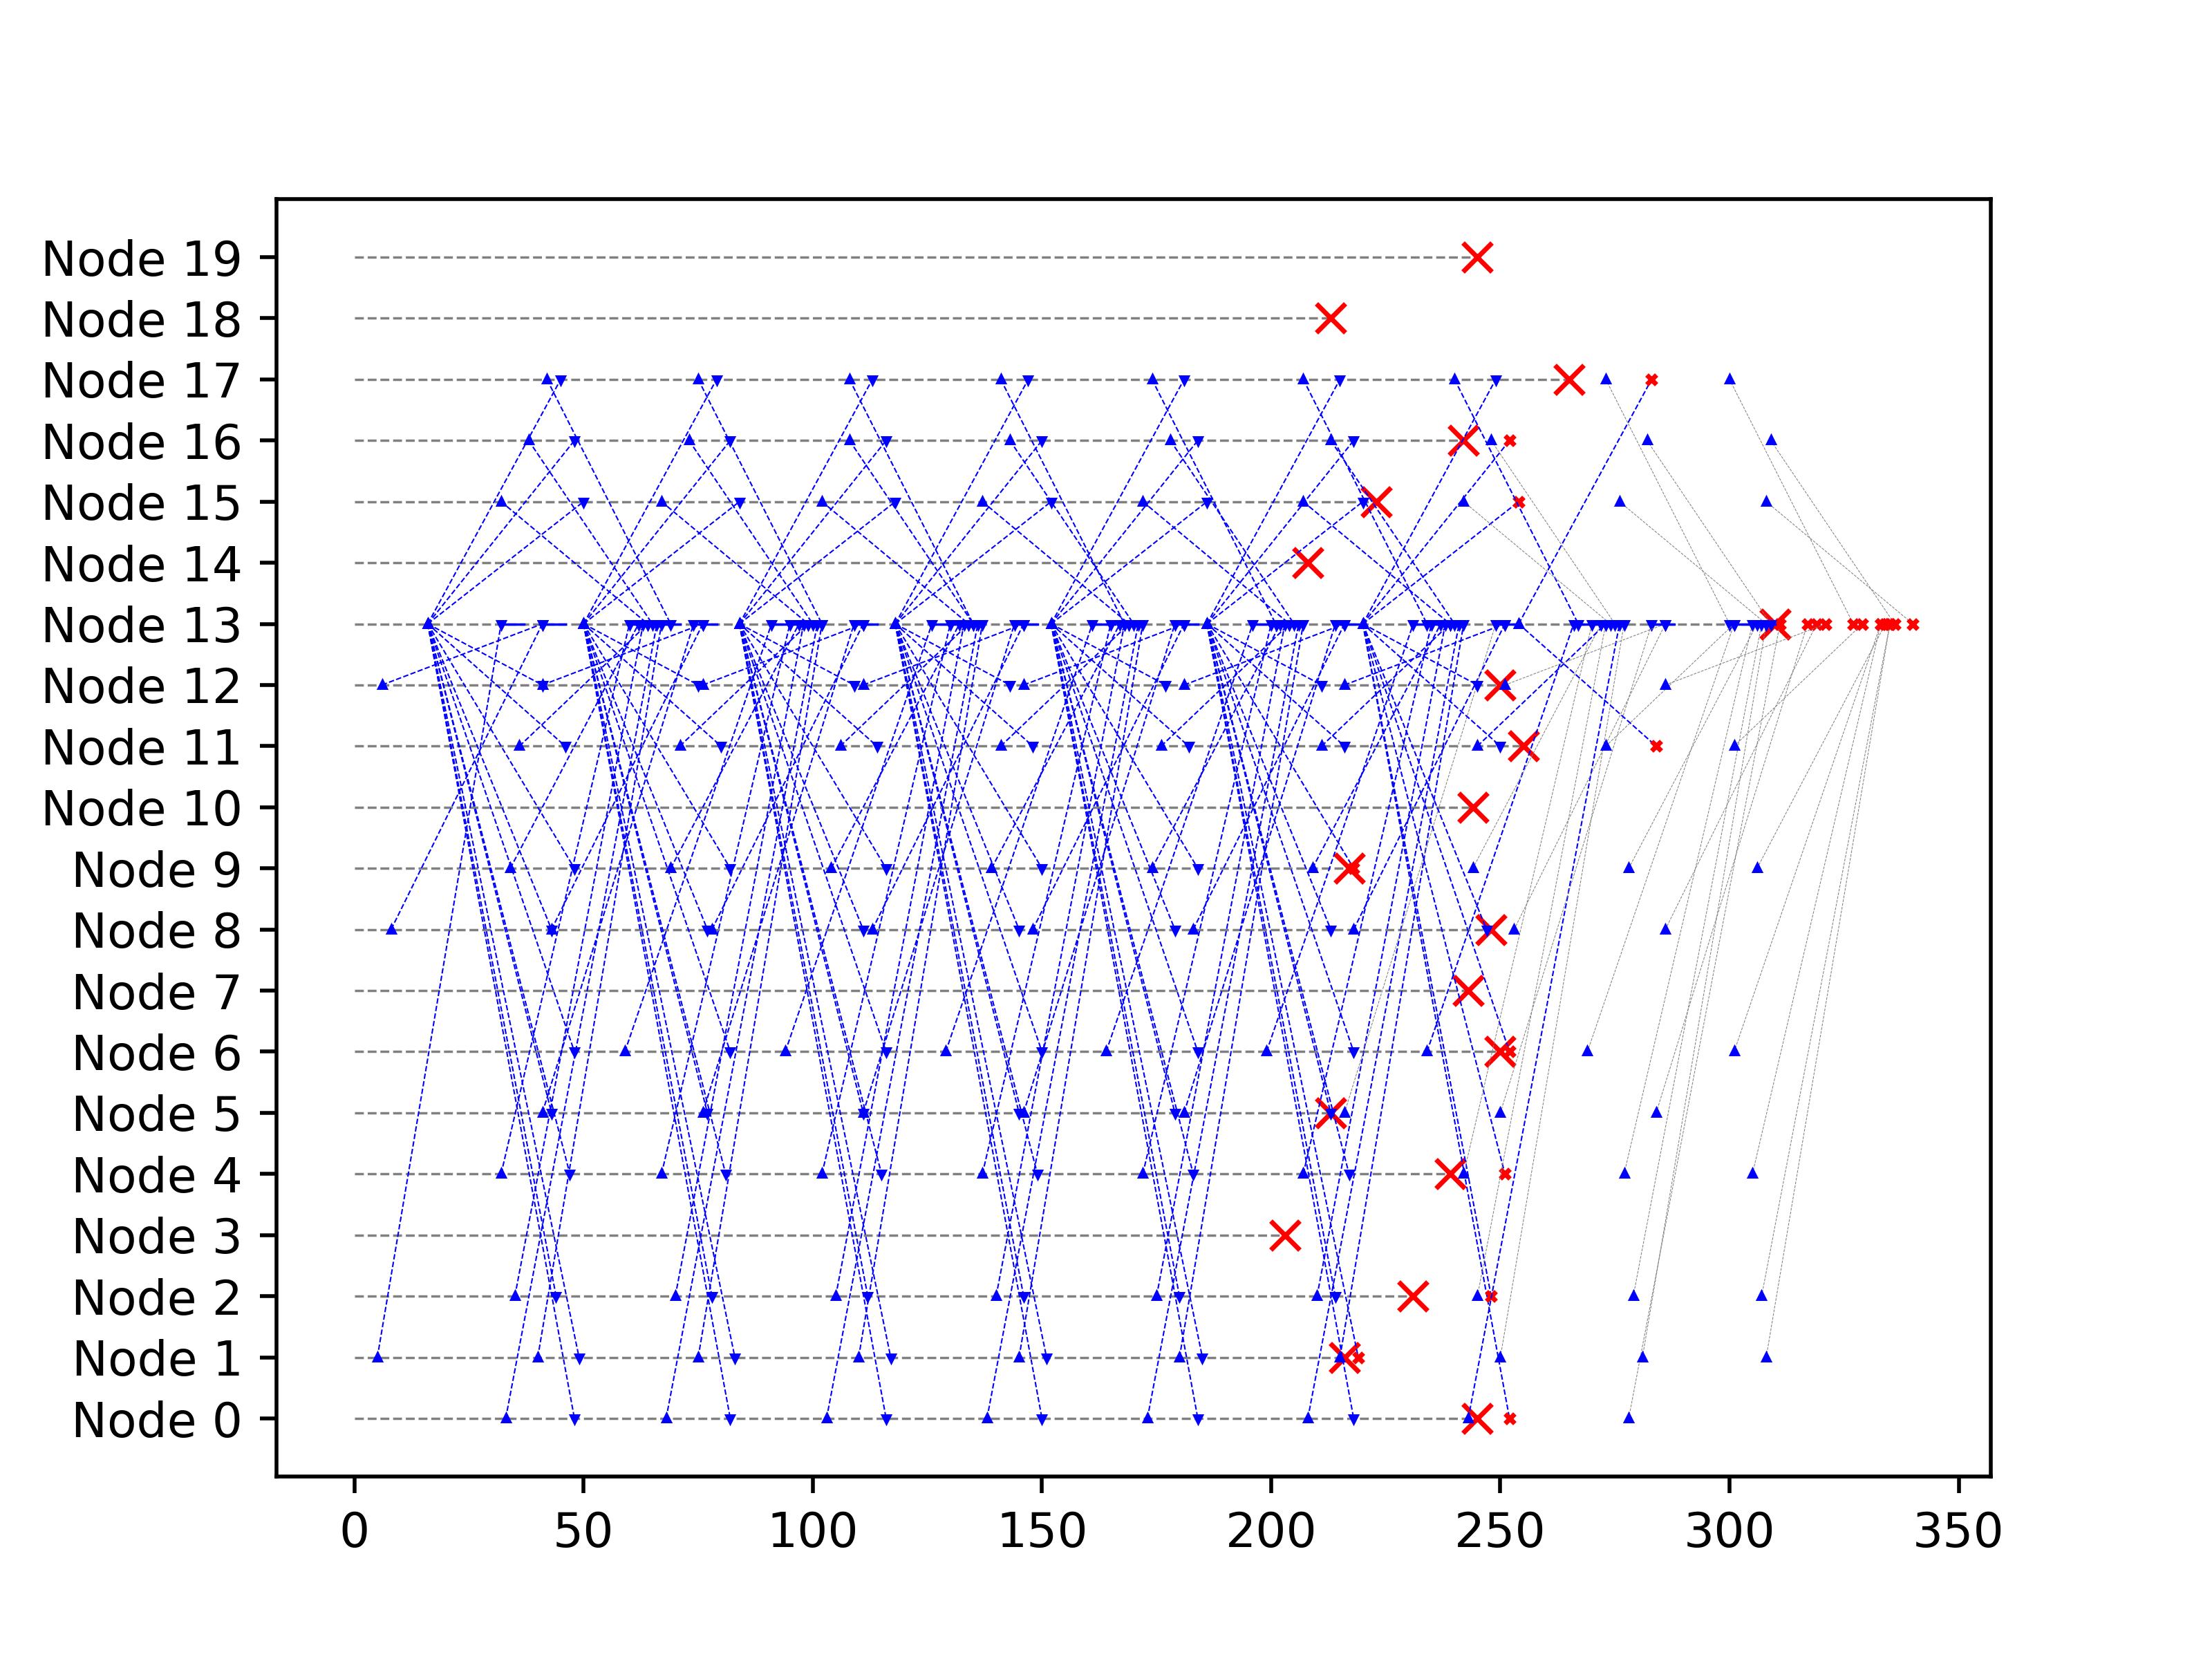 Node 19
Node 18
Node 17
Node 16
Node 15
Node 14
Node 13
Node 12
Node 11
Node 10
Node 9
Node 8
Node 7
Node 6
Node 5
Node 4
Node 3
Node 2
Node 1
Node 0
0 50 100 150 200 250 300 350